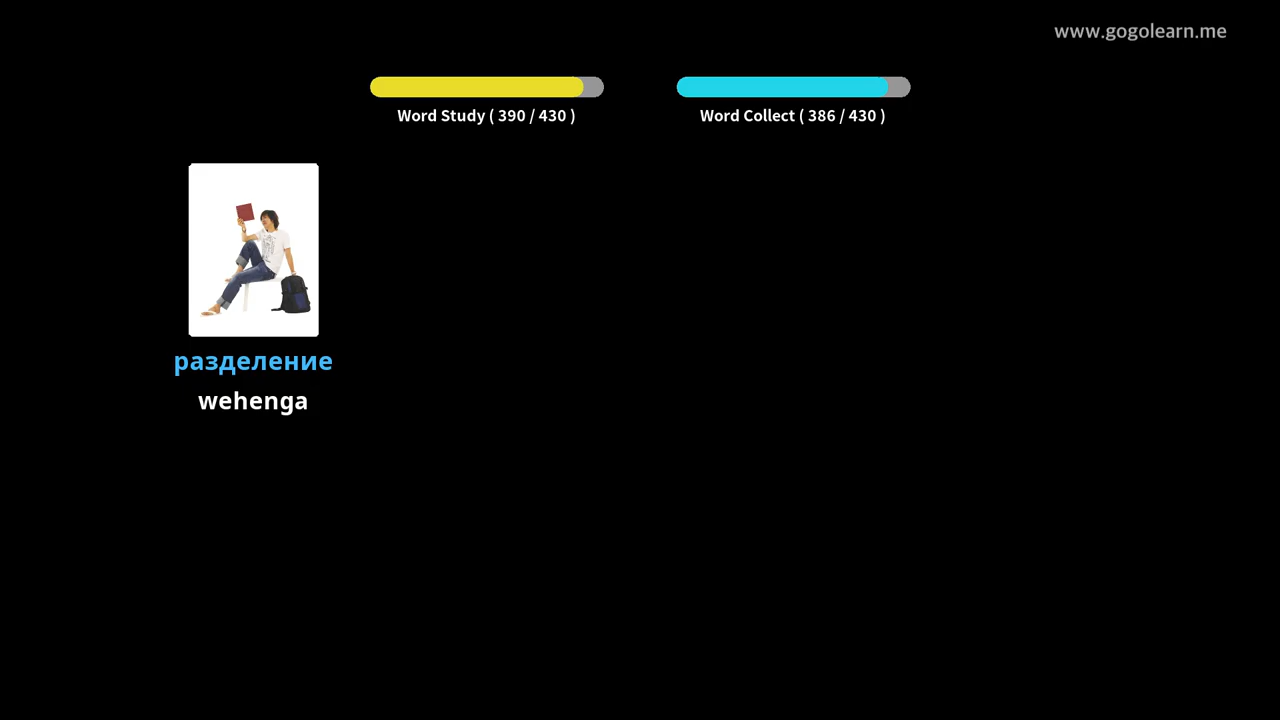 www.gogolearn.me
Word Study ( 390 / 430 )
Word Collect ( 386 / 430 )
разделение
wehenga